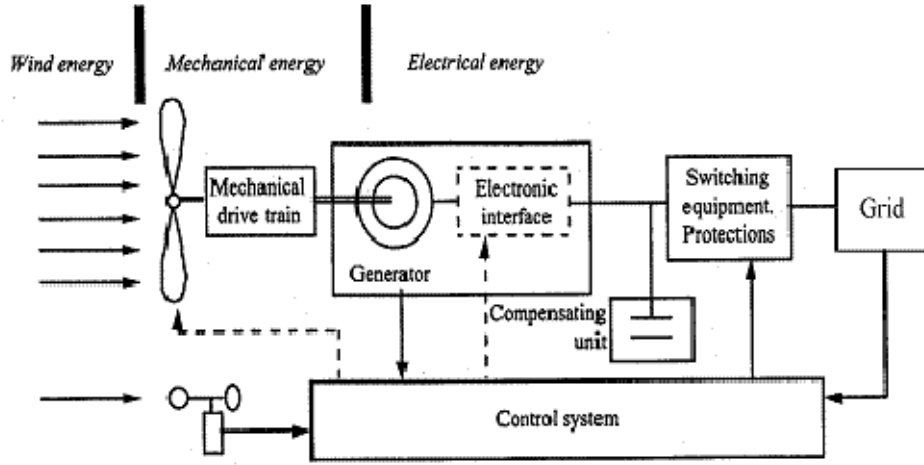 Wind energy
Mechanical energy
Electrical energy
Mechanical
drive train
Electronic
interface
Switching
equipment,
Protections
Grid
Generator
Compensating
unit
Control system